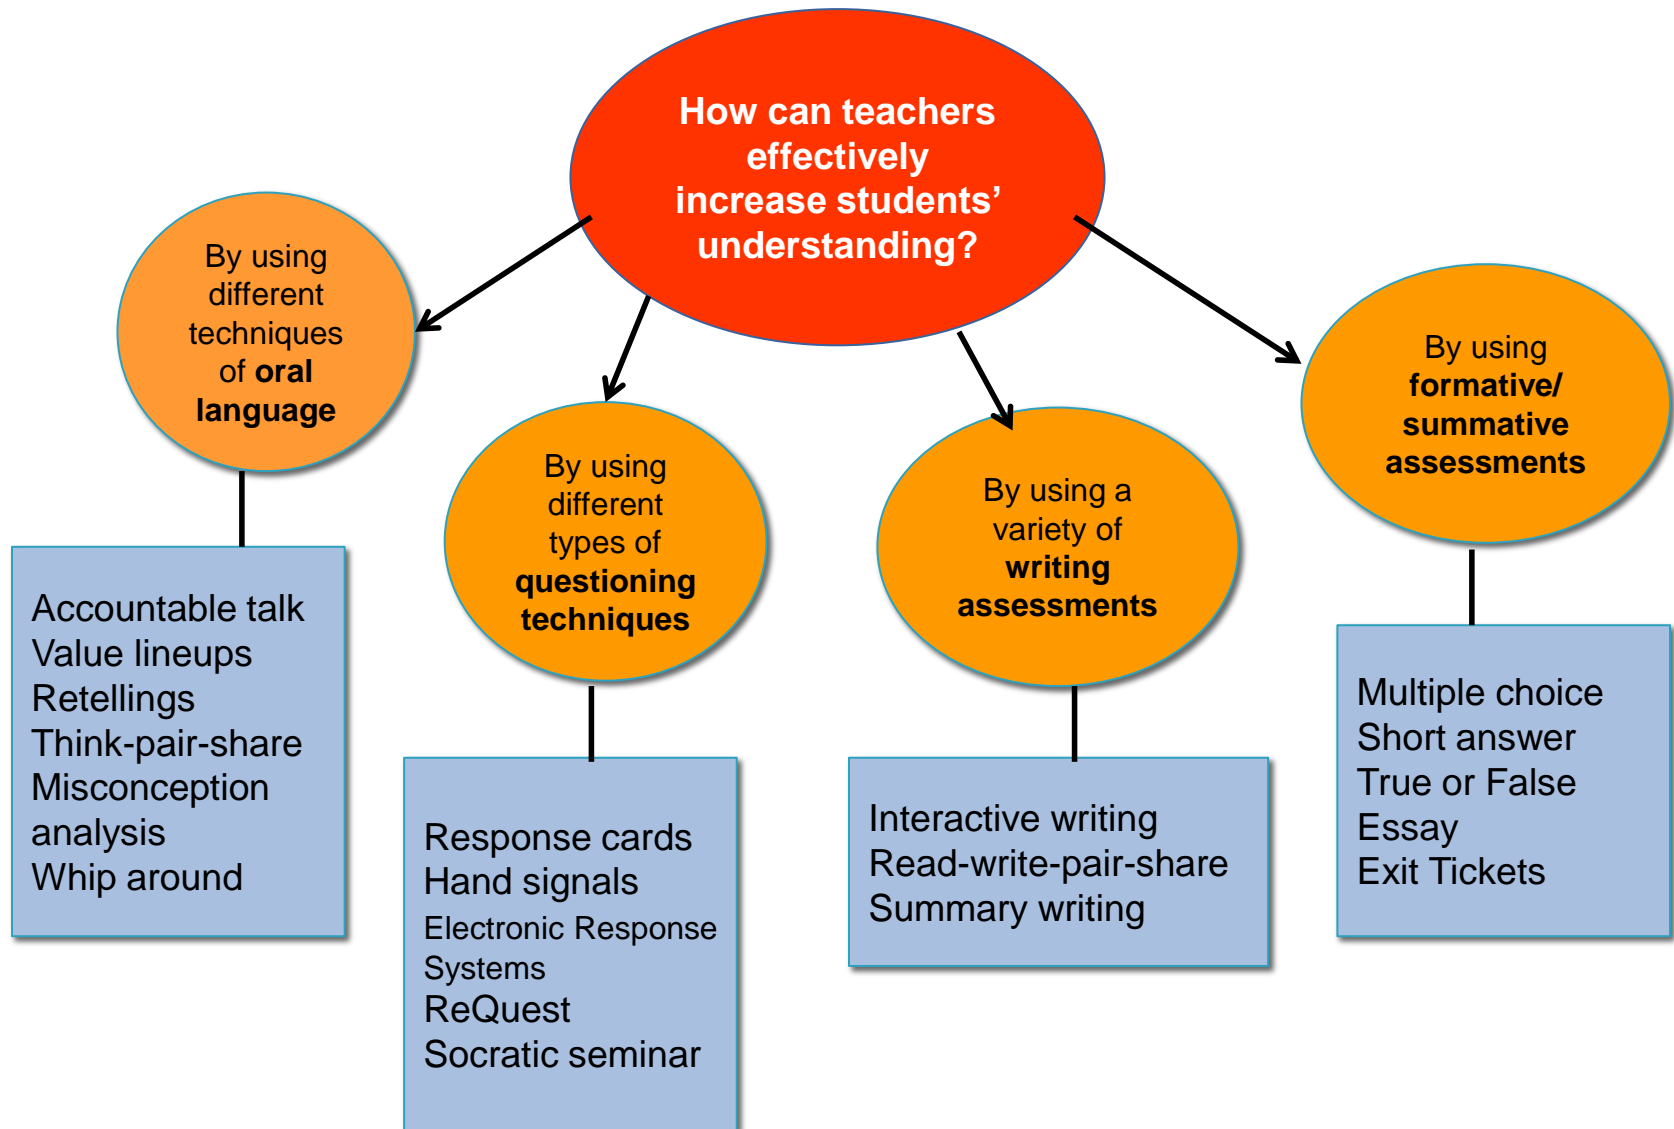 How can teachers
effectively
increase students’
understanding?
By using
different
techniques
of oral
language
Accountable talk
Value lineups
Retellings
Think-pair-share
Misconception
analysis
Whip around
By using
different
types of
questioning
techniques
Response cards
Hand signals
Electronic Response
Systems
ReQuest
Socratic seminar
By using a
variety of
writing
assessments
Interactive writing
Read-write-pair-share
Summary writing
By using
formative/
summative
assessments
Multiple choice
Short answer
True or False
Essay
Exit Tickets